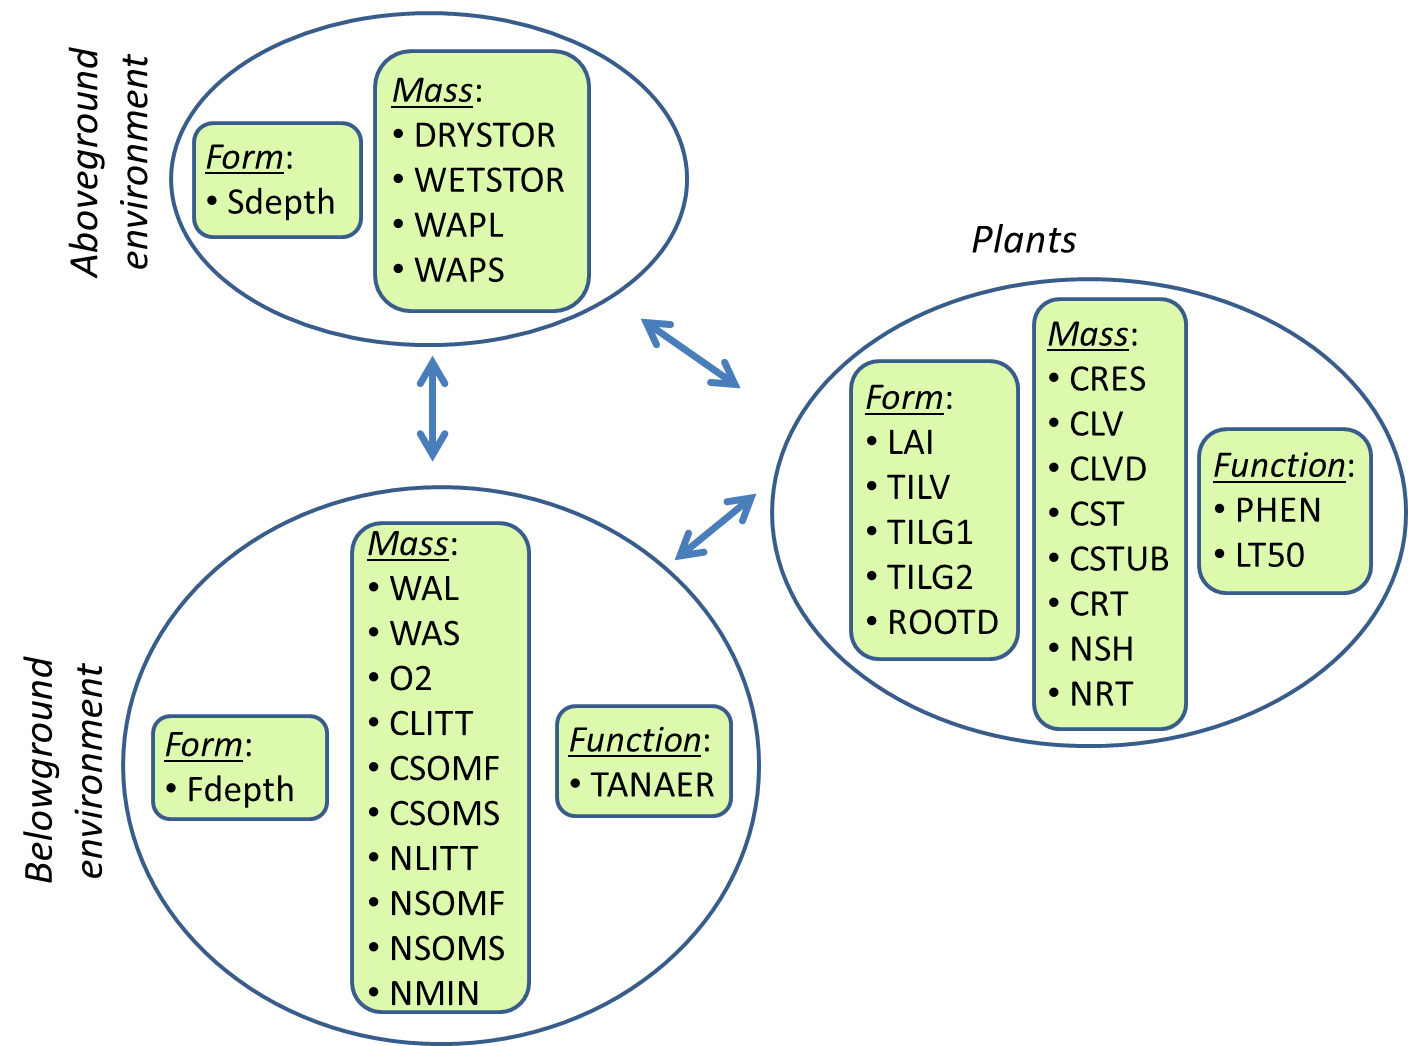 Aboveground
environment
Form:
• Sdepth
Mass:
• DRYSTOR
• WETSTOR
• WAPL
• WAPS
Plants
Form:
• LAI
• TILV
• TILG1
• TILG2
• ROOTD
Mass:
• CRES
• CLV
• CLVD
• CST
• CSTUB
• CRT
• NSH
• NRT
Function:
• PHEN
• LT50
Belowground
environment
Form:
• Fdepth
Mass:
• WAL
• WAS
• O2
• CLITT
• CSOMF
• CSOMS
• NLITT
• NSOMF
• NSOMS
• NMIN
Function:
• TANAER